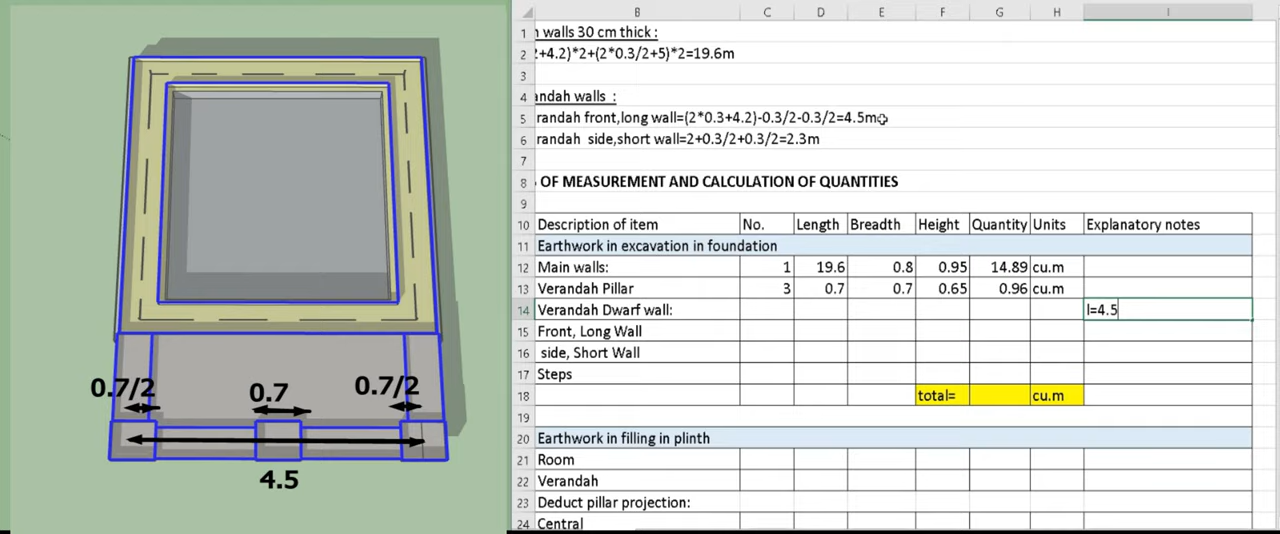 0.7/2
0.7
0.7/2
4.5
B C D E F G H I
1 walls 30 cm thick :
2 +4.2)*2+(2*0.3/2+5)*2=19.6m
3
4 andah walls :
5 randah front,long wall=(2*0.3+4.2)-0.3/2-0.3/2=4.5m
6 randah side,short wall=2+0.3/2+0.3/2=2.3m
7
8 OF MEASUREMENT AND CALCULATION OF QUANTITIES
9
10 Description of item No. Length Breadth Height Quantity Units Explanatory notes
11 Earthwork in excavation in foundation
12 Main walls: 1 19.6 0.8 0.95 14.89 cu.m
13 Verandah Pillar 3 0.7 0.7 0.65 0.96 cu.m
14 Verandah Dwarf wall: l=4.5
15 Front, Long Wall
16 side, Short Wall
17 Steps
18 total= cu.m
19
20 Earthwork in filling in plinth
21 Room
22 Verandah
23 Deduct pillar projection:
24 Central